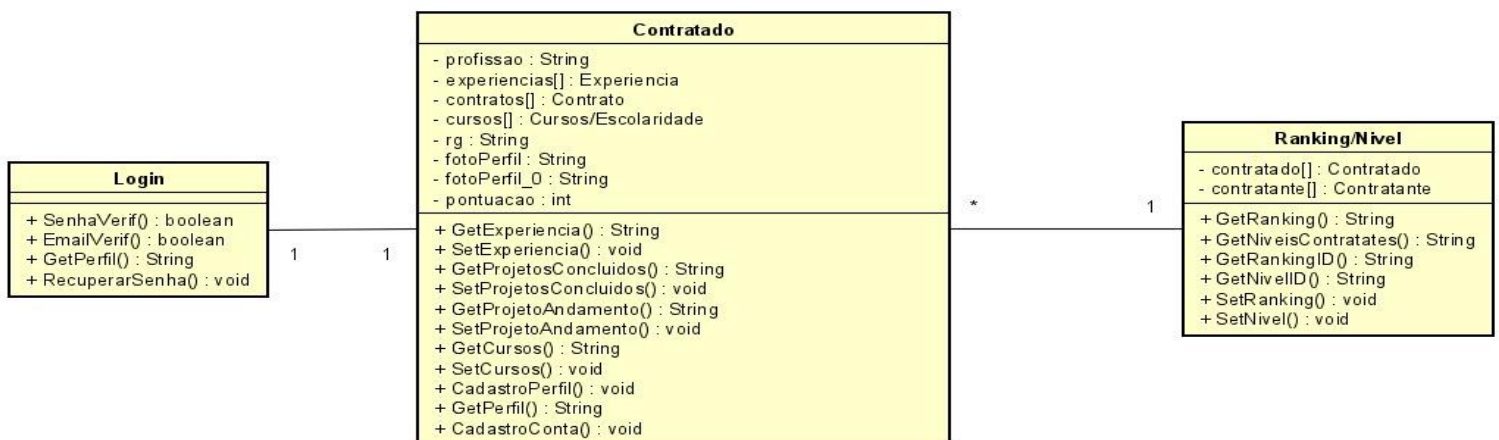 Login
+ SenhaVerif() : boolean
+ EmailVerif() : boolean
+ GetPerfil() : String
+ RecuperarSenha() : void
1
1
Contratado
- profissao : String
- experiencias[] : Experiencia
- contratos[] : Contrato
- cursos[] : Cursos/Escolaridade
- rg : String
- fotoPerfil : String
- fotoPerfil_0 : String
- pontuacao : int
+ GetExperiencia() : String
+ SetExperiencia() : void
+ GetProjetosConcluidos() : String
+ SetProjetosConcluidos() : void
+ GetProjetoAndamento() : String
+ SetProjetoAndamento() : void
+ GetCursos() : String
+ SetCursos() : void
+ CadastroPerfil() : void
+ GetPerfil() : String
+ CadastroConta() : void
*
1
Ranking/Nivel
- contratado[] : Contratado
- contratante[] : Contratante
+ GetRanking() : String
+ GetNiveisContratates() : String
+ GetRankingID() : String
+ GetNivelID() : String
+ SetRanking() : void
+ SetNivel() : void